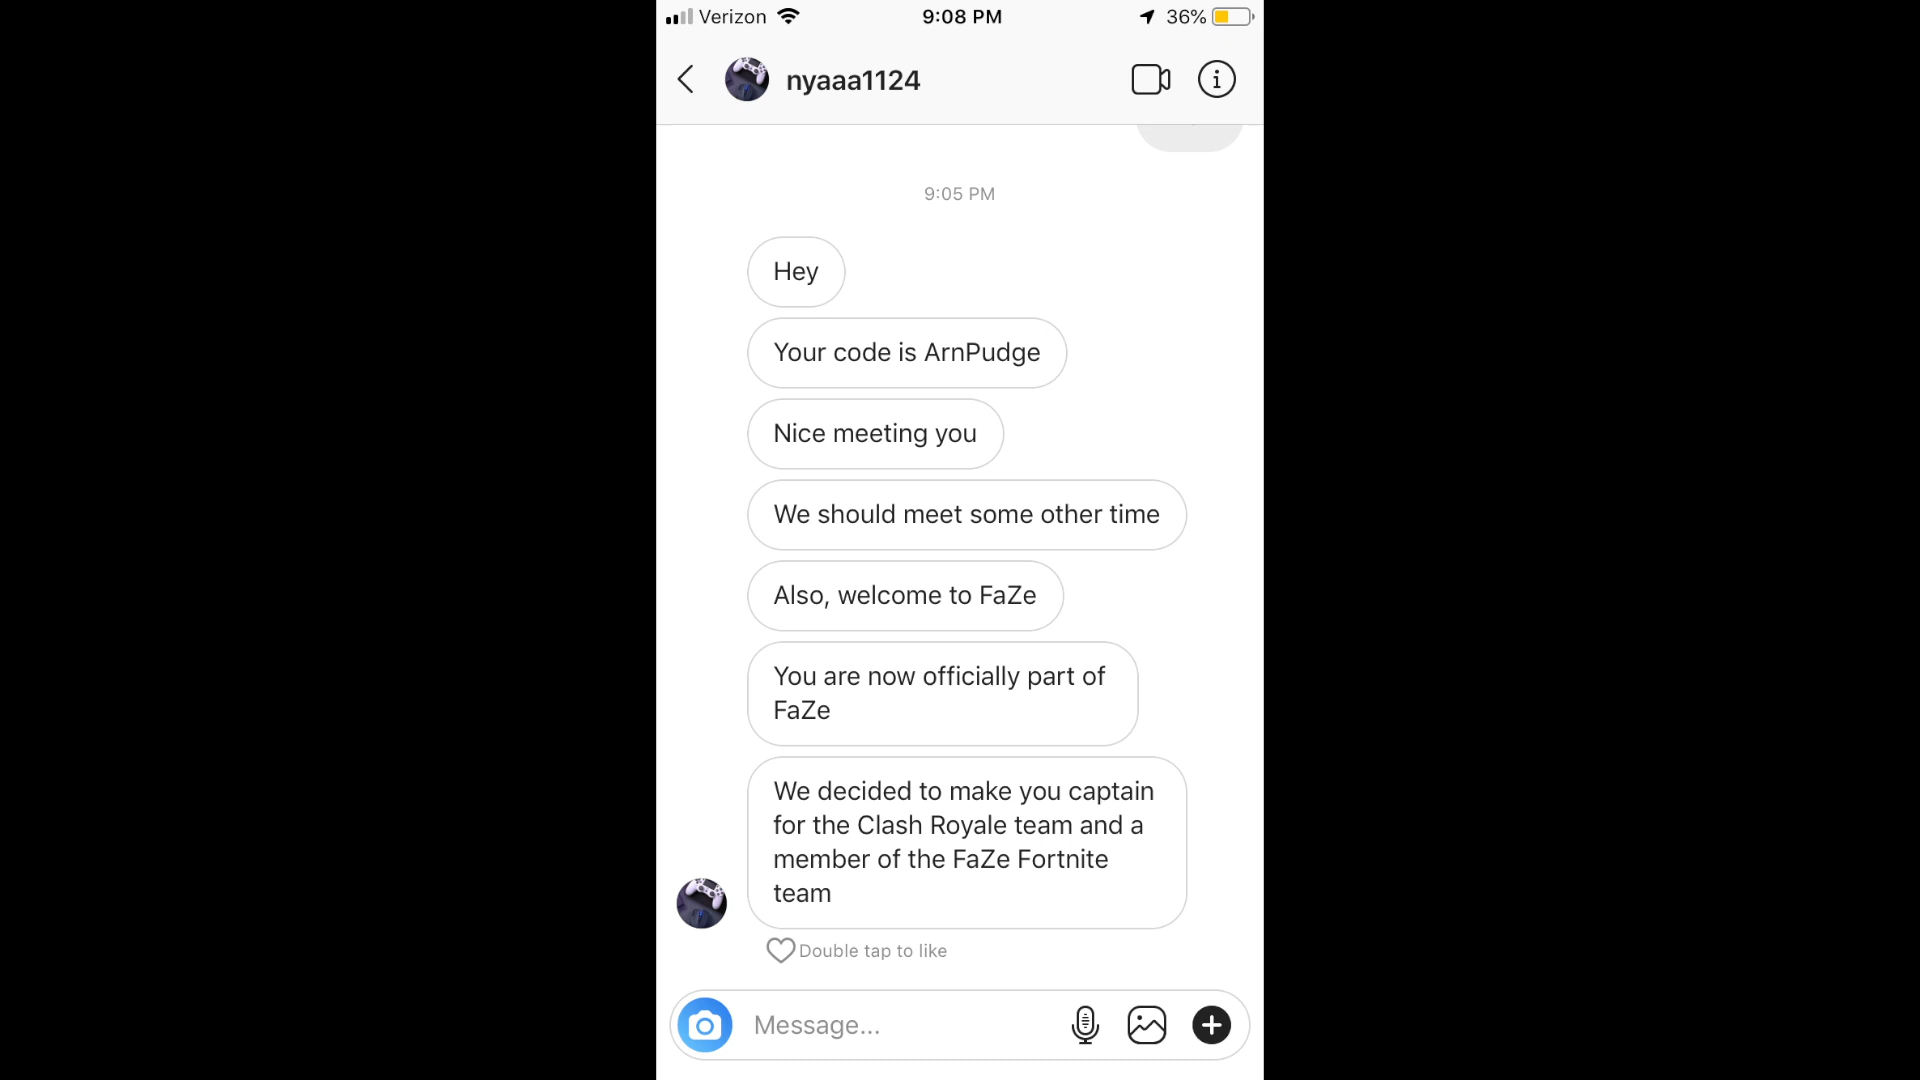 Verizon 9:08 PM 36%
nyaaa1124
9:05 PM
Hey
Your code is ArnPudge
Nice meeting you
We should meet some other time
Also, welcome to FaZe
You are now officially part of
FaZe
We decided to make you captain
for the Clash Royale team and a
member of the FaZe Fortnite
team
Double tap to like
Message...